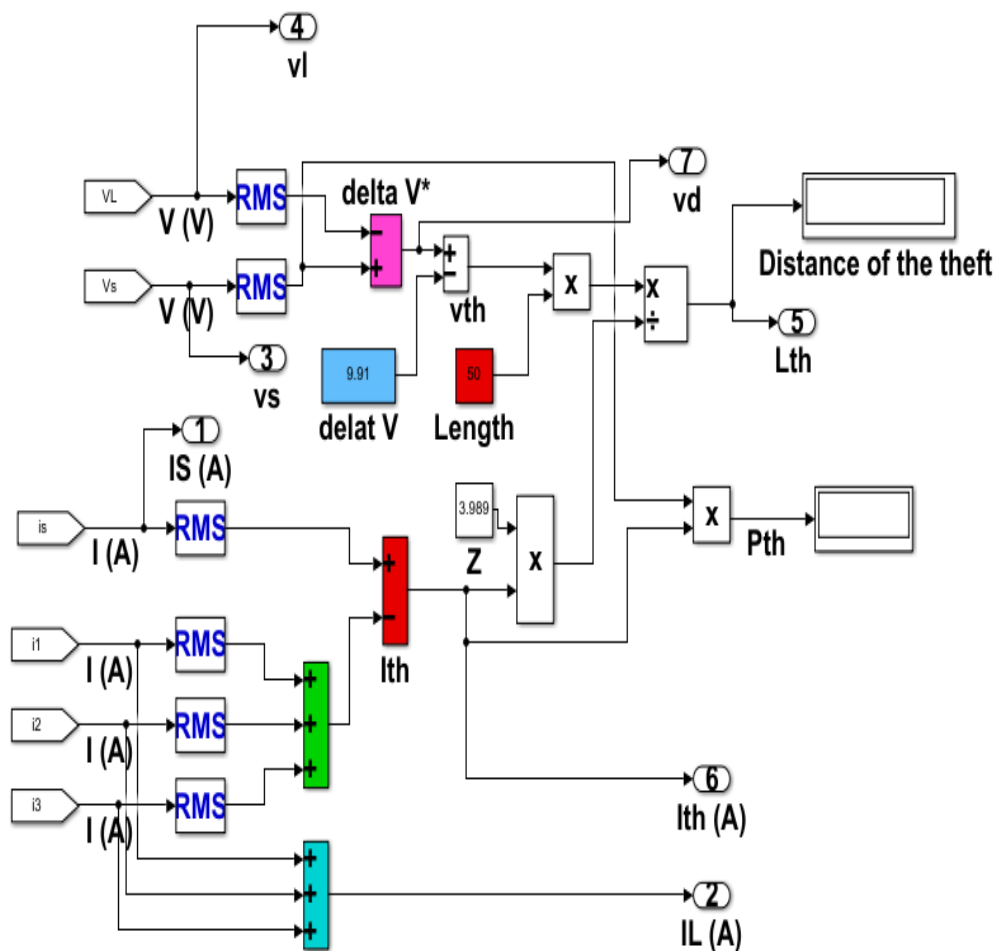 4
vl
VL
V (V)
RMS
delta V*
−
+
7
vd
Vs
V (V)
RMS
+
−
vth
X
X
÷
Distance of the theft
5
Lth
3
vs
9.91
delat V
50
Length
1
IS (A)
is
I (A)
RMS
3.989
Z
X
X
Pth
+
−
Ith
i1
I (A)
RMS
i2
I (A)
RMS
i3
I (A)
RMS
+
+
+
6
Ith (A)
+
+
+
2
IL (A)